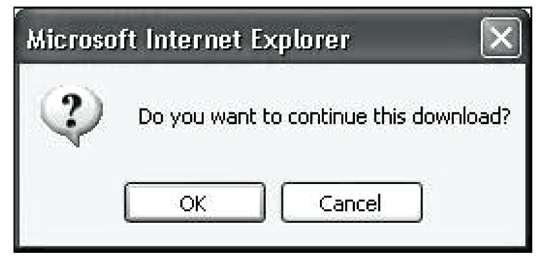 Microsoft Internet Explorer
Do you want to continue this download?
OK
Cancel